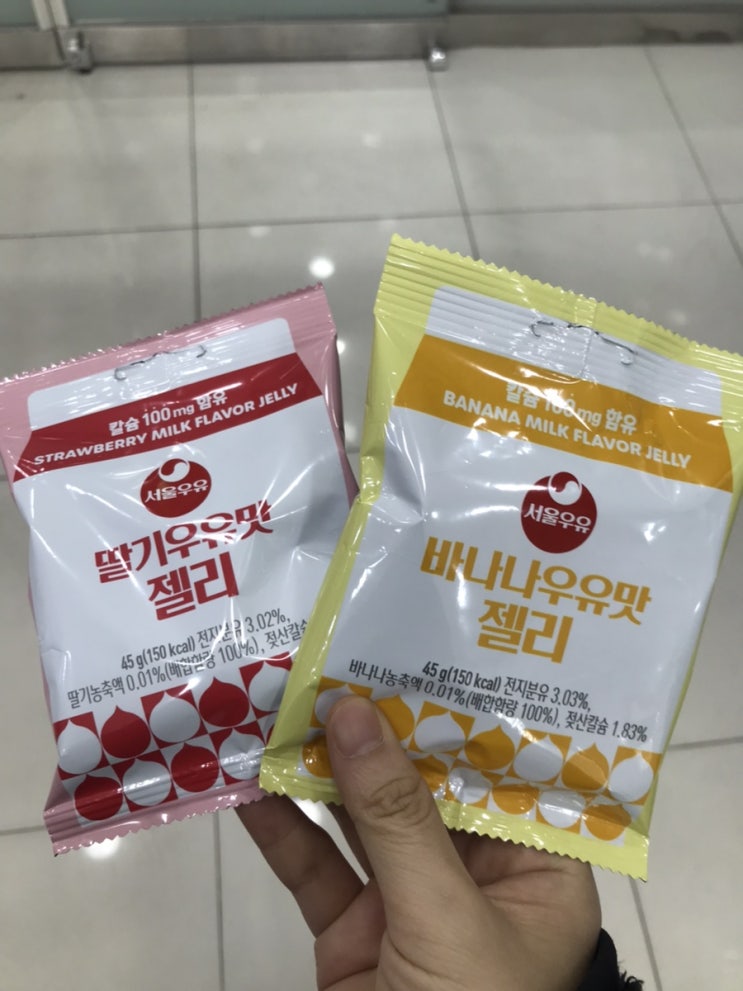 칼슘 100mg 함유
STRAWBERRY MILK FLAVOR JELLY
서울우유
딸기우유맛
젤리
45 g(150 kcal) 전지분유 3.02%,
딸기농축액 0.01%(배합함량 100%), 젖산칼슘
칼슘 100mg 함유
BANANA MILK FLAVOR JELLY
서울우유
바나나우유맛
젤리
45 g(150 kcal) 전지분유 3.03%,
바나나농축액 0.01%(배합함량 100%), 젖산칼슘 1.83%